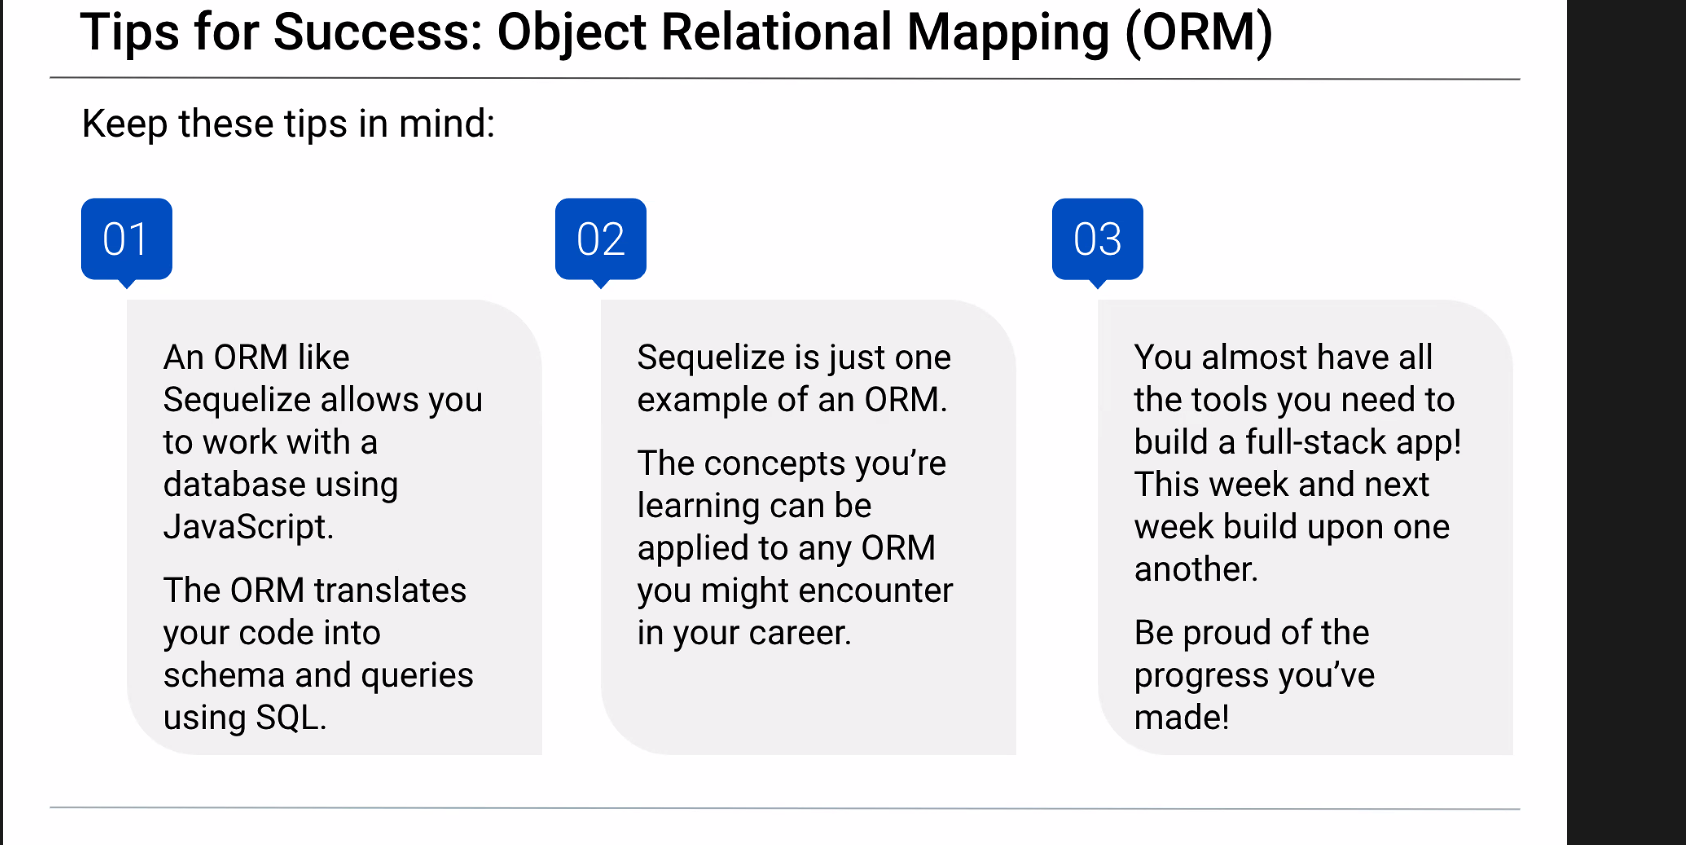 Tips for Success: Object Relational Mapping (ORM)
Keep these tips in mind:
01
An ORM like
Sequelize allows you
to work with a
database using
JavaScript.
The ORM translates
your code into
schema and queries
using SQL.
02
Sequelize is just one
example of an ORM.
The concepts you’re
learning can be
applied to any ORM
you might encounter
in your career.
03
You almost have all
the tools you need to
build a full-stack app!
This week and next
week build upon one
another.
Be proud of the
progress you’ve
made!